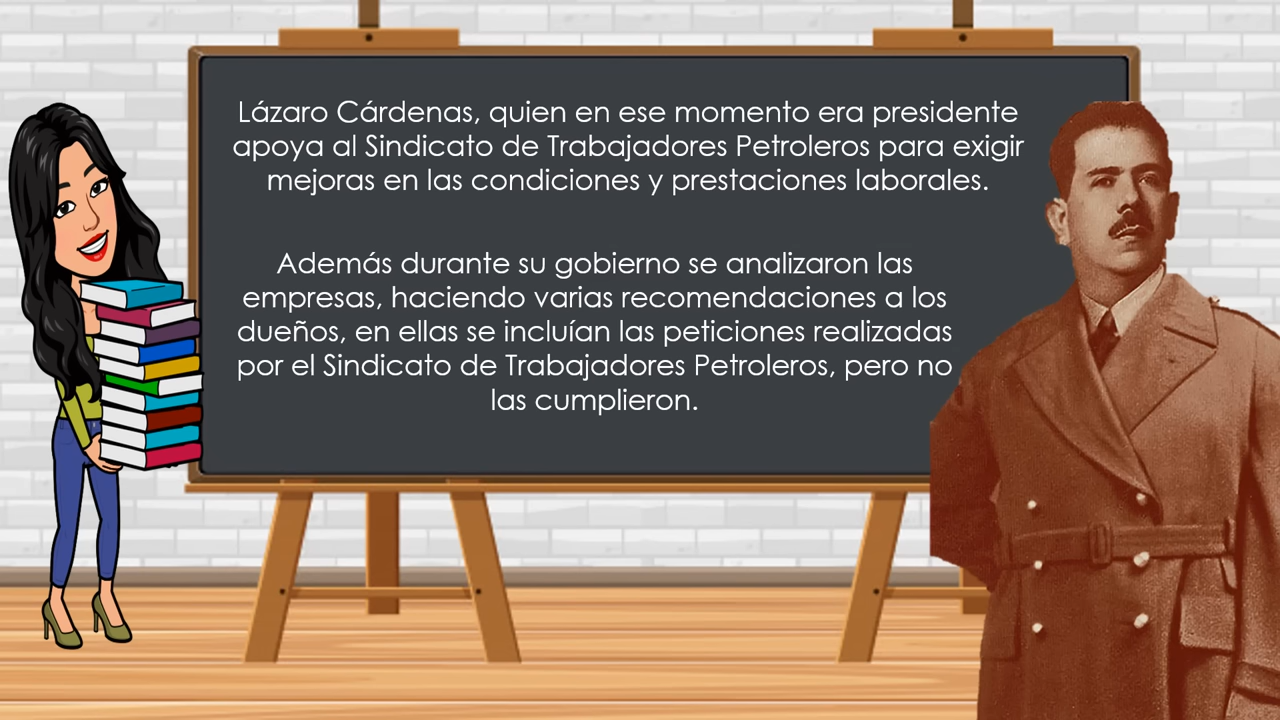 Lázaro Cárdenas, quien en ese momento era presidente
apoya al Sindicato de Trabajadores Petroleros para exigir
mejoras en las condiciones y prestaciones laborales.
Además durante su gobierno se analizaron las
empresas, haciendo varias recomendaciones a los
dueños, en ellas se incluían las peticiones realizadas
por el Sindicato de Trabajadores Petroleros, pero no
las cumplieron.